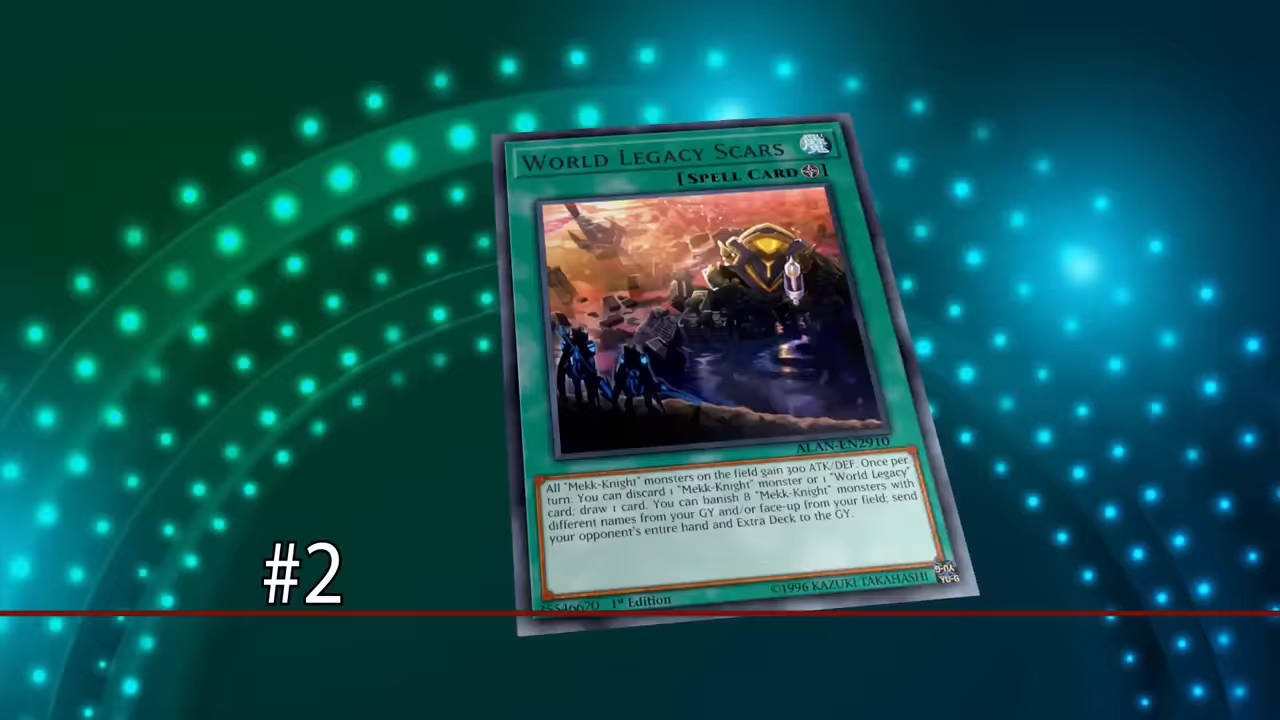 WORLD LEGACY SCARS
[SPELL CARD]
ALAN-EN2910
All "Mekk-Knight" monsters on the field gain 300 ATK/DEF. Once per
turn: You can discard 1 "Mekk-Knight" monster or 1 "World Legacy"
card; draw 1 card. You can banish 8 "Mekk-Knight" monsters with
different names from your GY and/or face-up from your field; send
your opponent's entire hand and Extra Deck to the GY.
35546670 1st Edition
©1996 KAZUKI TAKAHASHI
#2